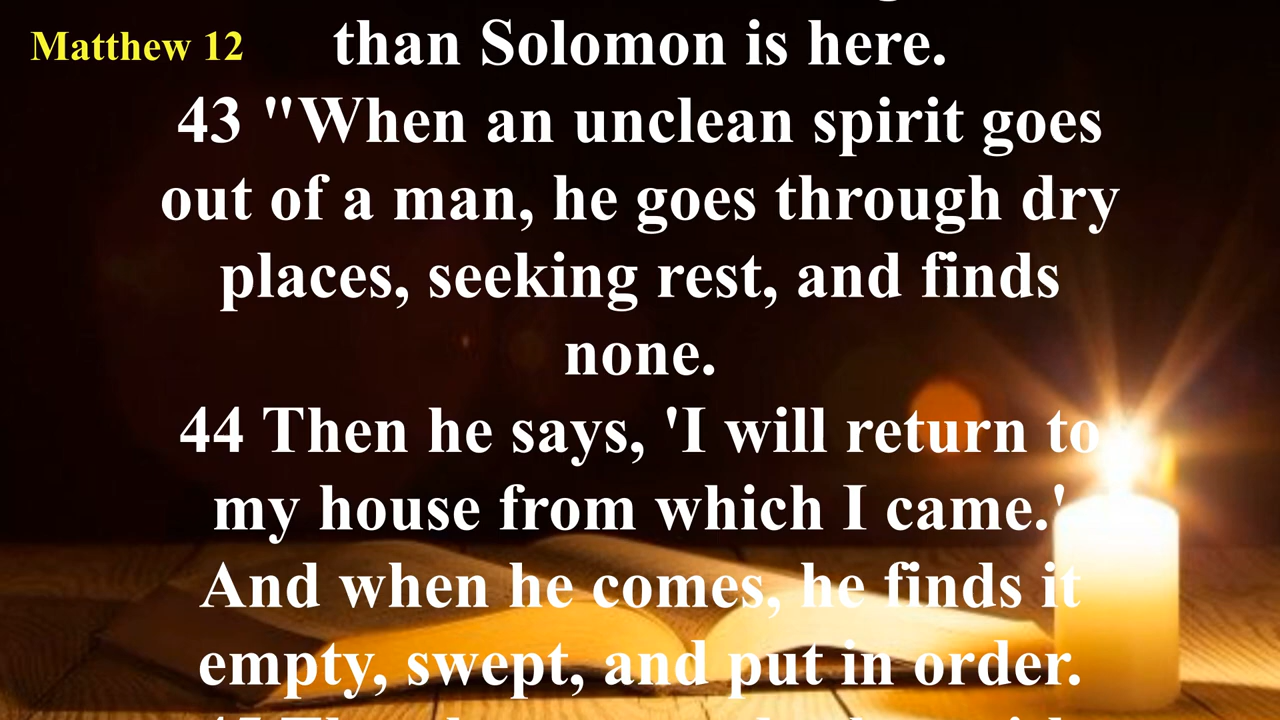 Matthew 12
than Solomon is here.
43 "When an unclean spirit goes
out of a man, he goes through dry
places, seeking rest, and finds
none.
44 Then he says, 'I will return to
my house from which I came.'
And when he comes, he finds it
empty, swept, and put in order.